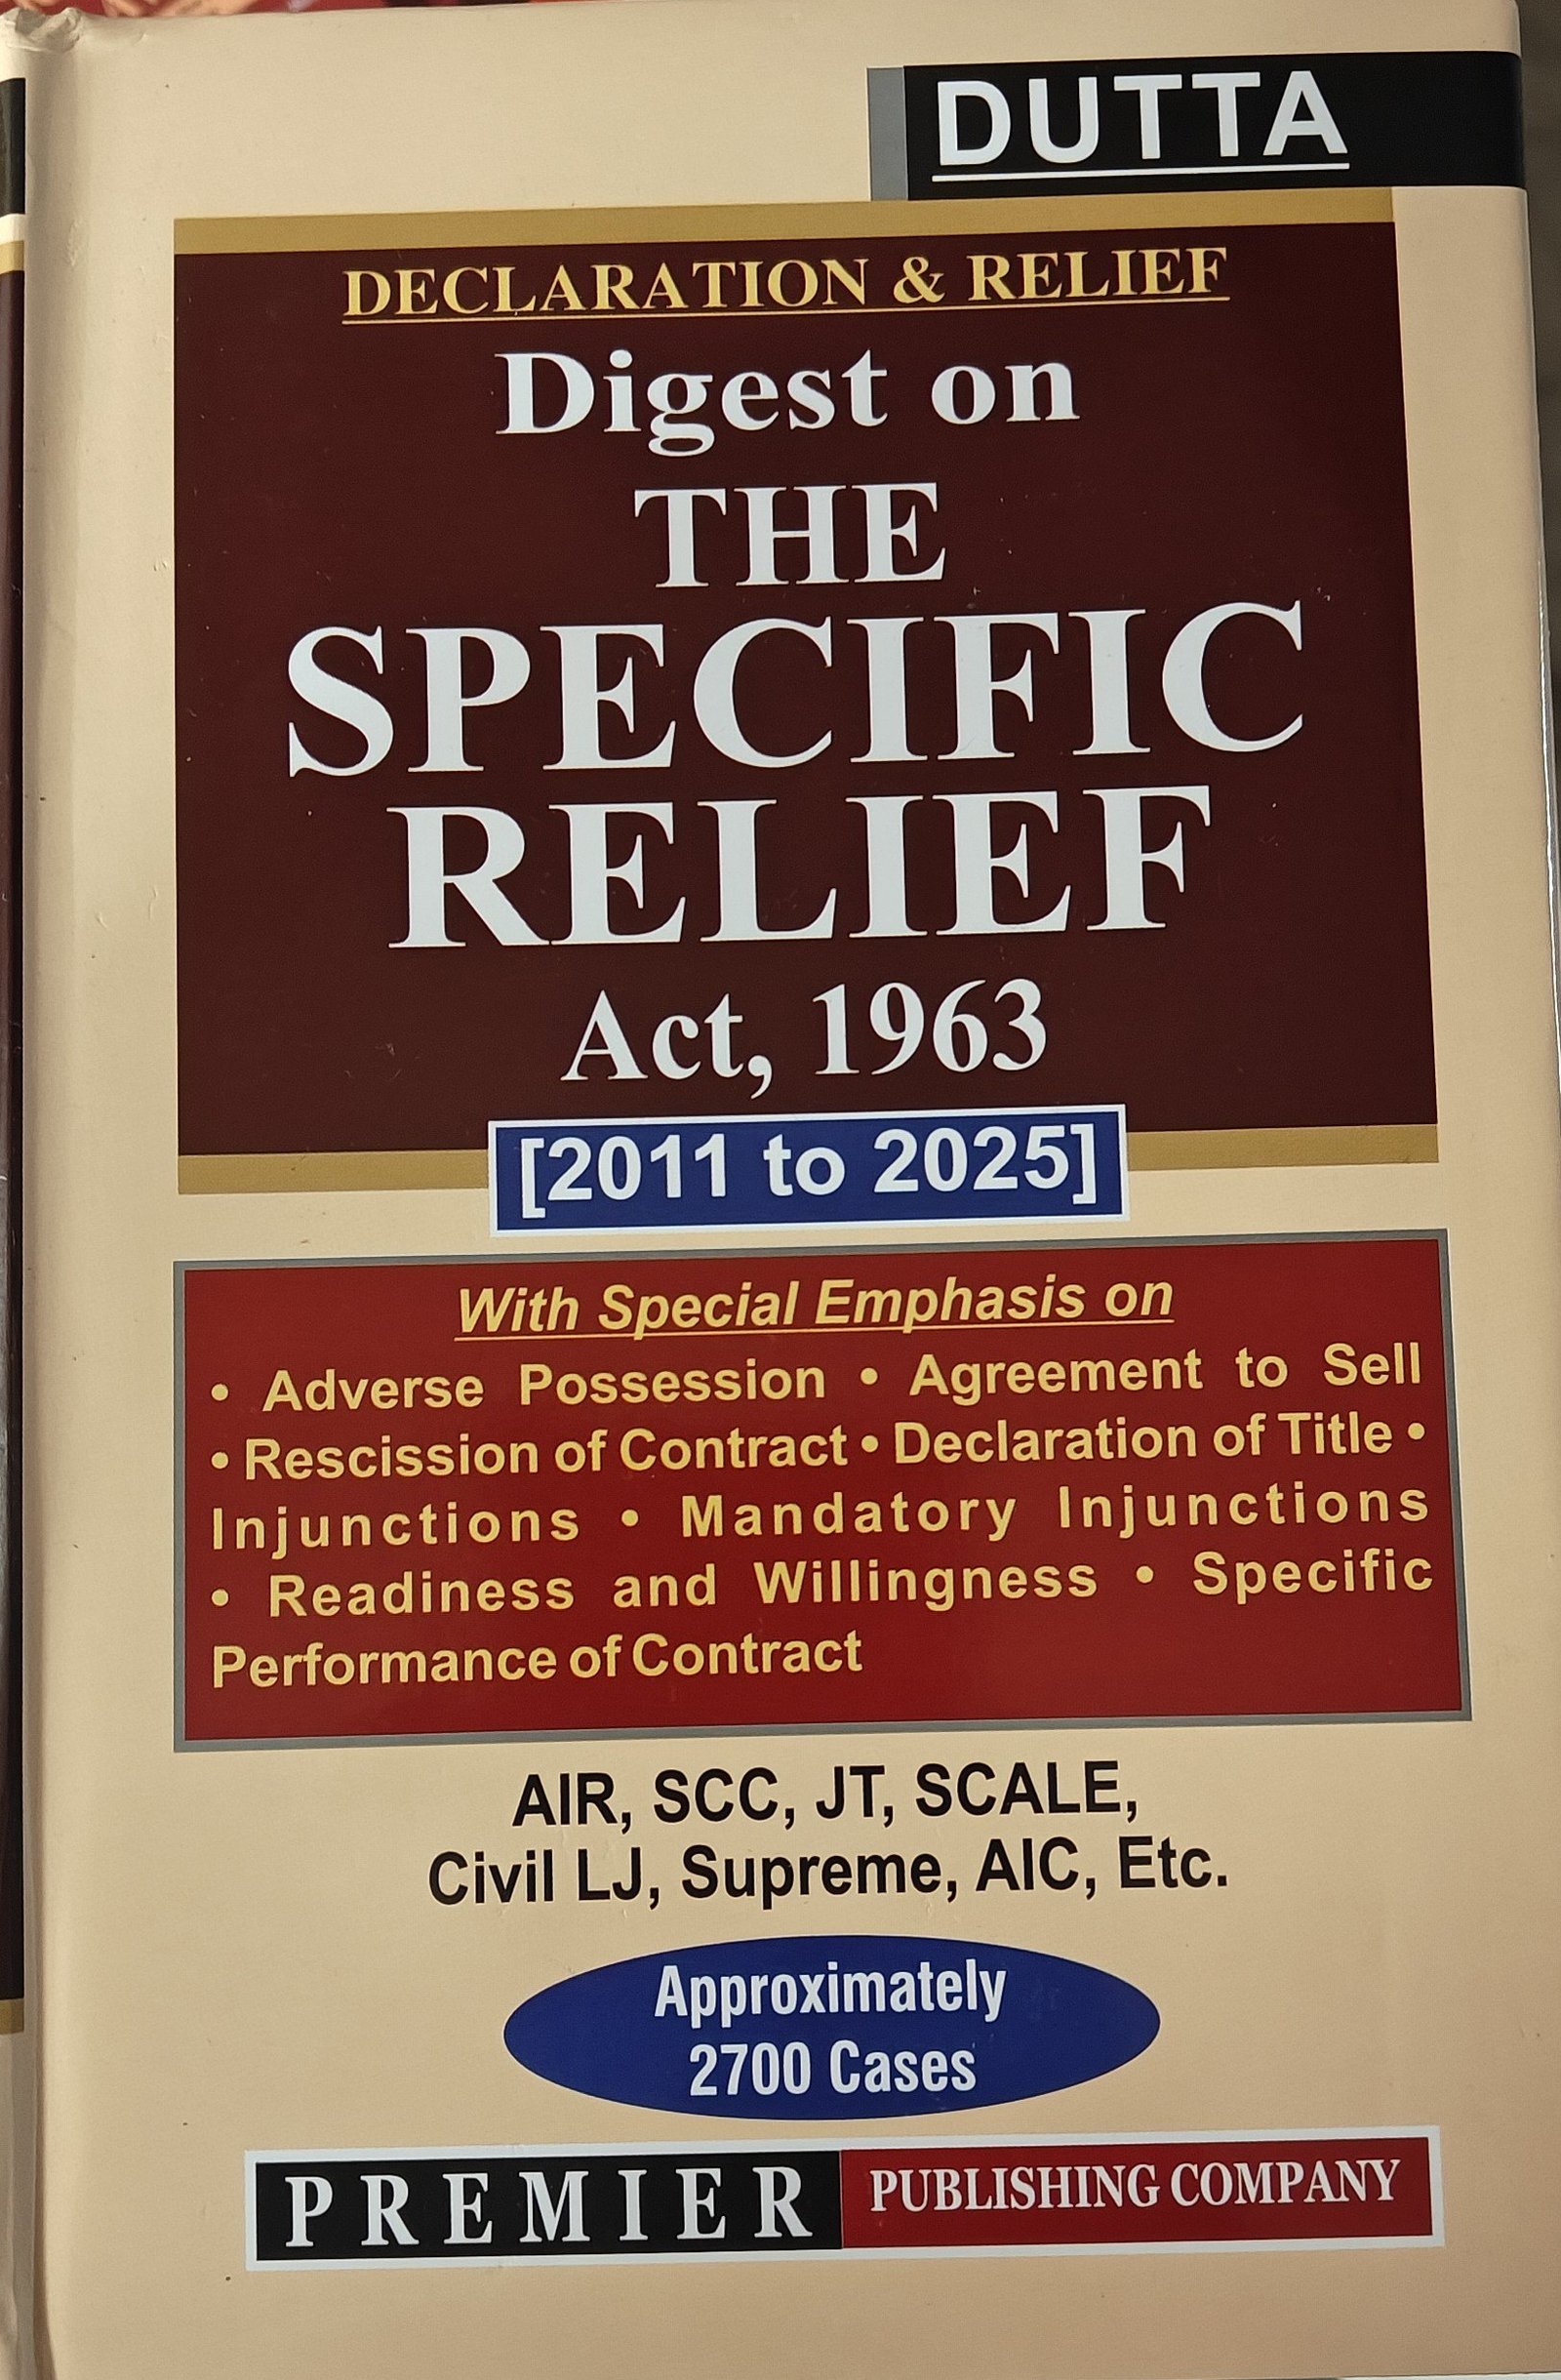 DUTTA
DECLARATION & RELIEF
Digest on
THE
SPECIFIC
RELIEF
Act, 1963
[2011 to 2025]
With Special Emphasis on
• Adverse Possession • Agreement to Sell
• Rescission of Contract • Declaration of Title •
Injunctions • Mandatory Injunctions
• Readiness and Willingness • Specific
Performance of Contract
AIR, SCC, JT, SCALE,
Civil LJ, Supreme, AIC, Etc.
Approximately
2700 Cases
PREMIER PUBLISHING COMPANY